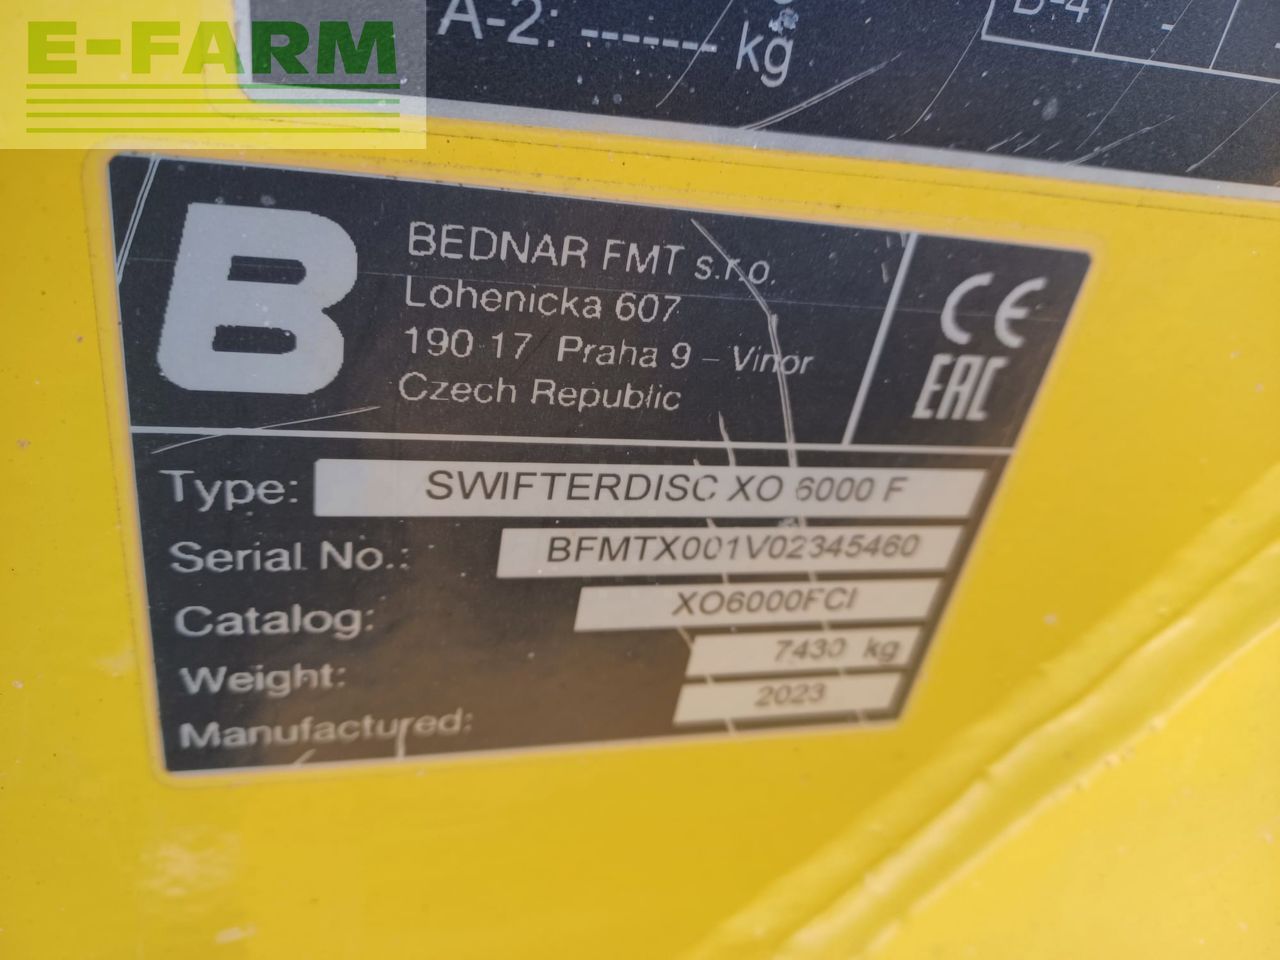 E-FARM
A-2: ------- kg
D-4 -
B
BEDNAR FMT s.r.o.
Lohenicka 607
190 17 Praha 9 – Vinor
Czech Republic
CE
EAC
Type: SWIFTERDISC XO 6000 F
Serial No.: BFMTX001V02345460
Catalog: XO6000FCI
Weight: 7430 kg
Manufactured: 2023